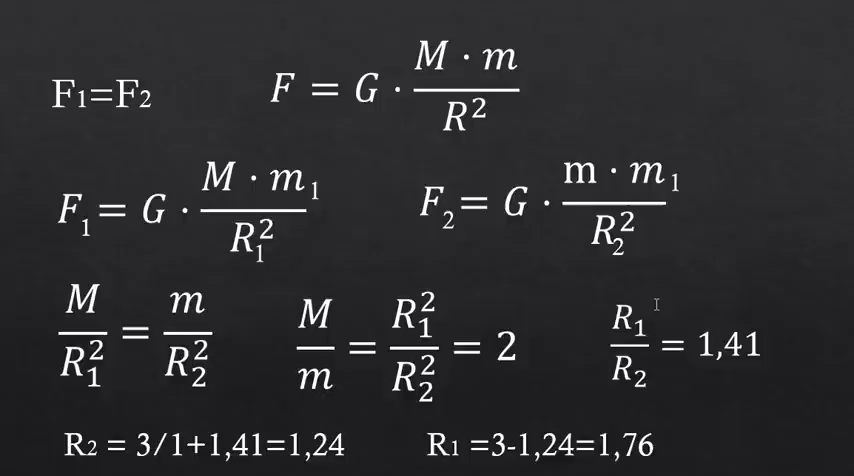 F₁=F₂ F = G · M · m / R²
F₁ = G · M · m₁ / R₁² F₂ = G · m · m₁ / R₂²
M / R₁² = m / R₂² M / m = R₁² / R₂² = 2 R₁ / R₂ = 1,41
R₂ = 3/1+1,41=1,24 R₁ =3-1,24=1,76